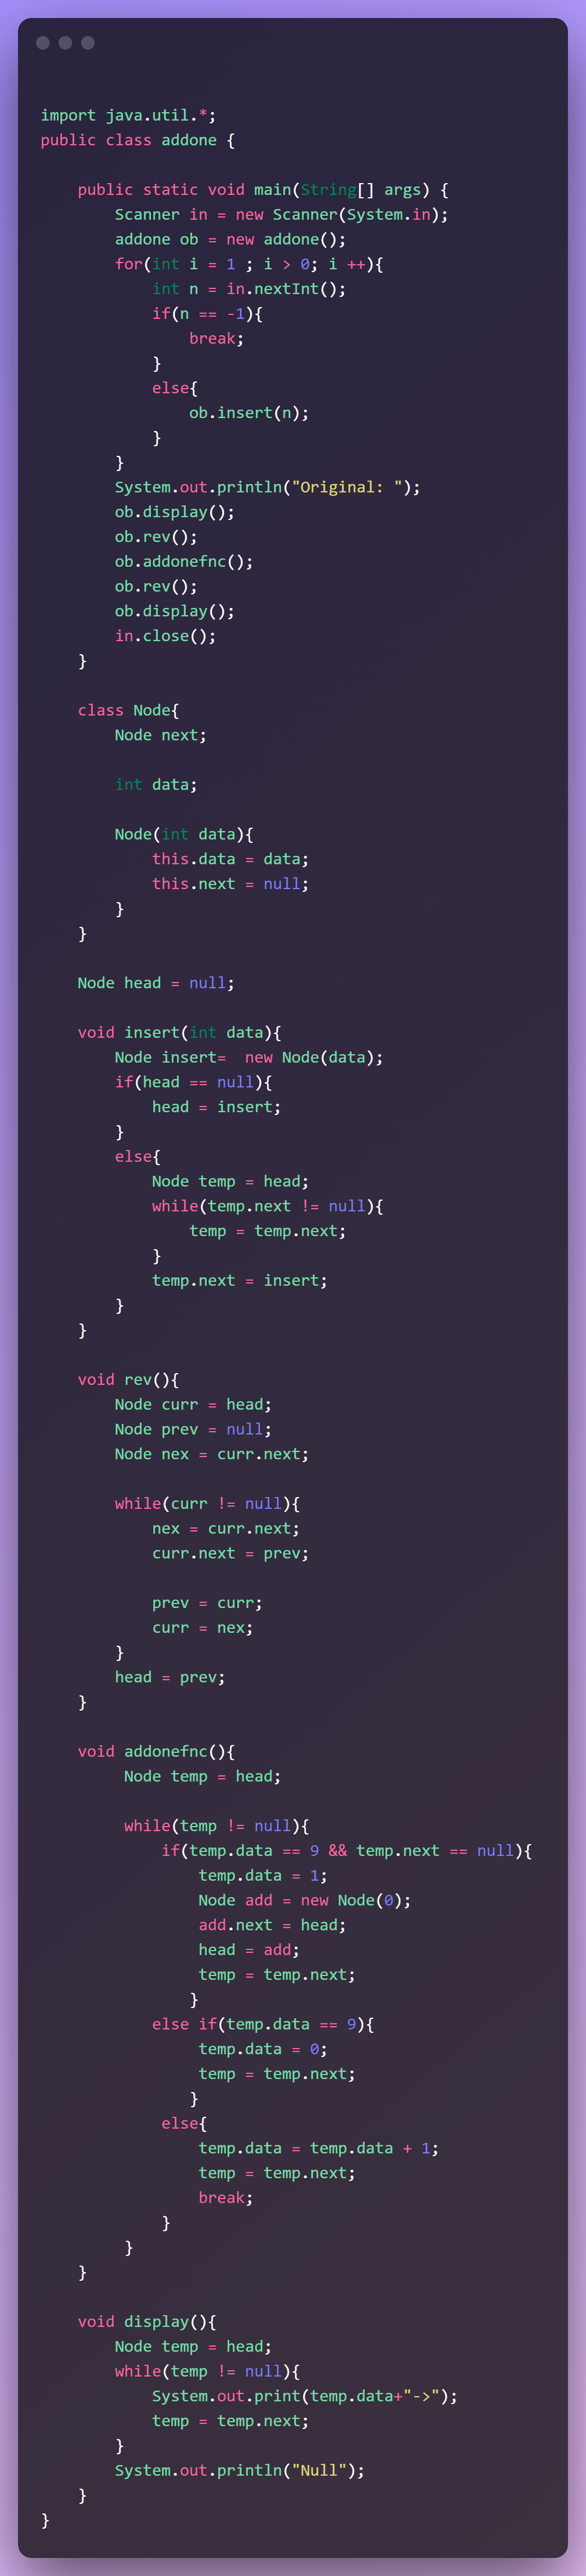 import java.util.*;
public class addone {

    public static void main(String[] args) {
        Scanner in = new Scanner(System.in);
        addone ob = new addone();
        for(int i = 1 ; i > 0; i ++){
            int n = in.nextInt();
            if(n == -1){
                break;
            }
            else{
                ob.insert(n);
            }
        }
        System.out.println("Original: ");
        ob.display();
        ob.rev();
        ob.addonefnc();
        ob.rev();
        ob.display();
        in.close();
    }

    class Node{
        Node next;

        int data;

        Node(int data){
            this.data = data;
            this.next = null;
        }
    }

    Node head = null;

    void insert(int data){
        Node insert=  new Node(data);
        if(head == null){
            head = insert;
        }
        else{
            Node temp = head;
            while(temp.next != null){
                temp = temp.next;
            }
            temp.next = insert;
        }
    }

    void rev(){
        Node curr = head;
        Node prev = null;
        Node nex = curr.next;

        while(curr != null){
            nex = curr.next;
            curr.next = prev;

            prev = curr;
            curr = nex;
        }
        head = prev;
    }

    void addonefnc(){
         Node temp = head;

         while(temp != null){
             if(temp.data == 9 && temp.next == null){
                 temp.data = 1;
                 Node add = new Node(0);
                 add.next = head;
                 head = add;
                 temp = temp.next;
                }
            else if(temp.data == 9){
                 temp.data = 0;
                 temp = temp.next;
                }
             else{
                 temp.data = temp.data + 1;
                 temp = temp.next;
                 break;
             }
         }
    }

    void display(){
        Node temp = head;
        while(temp != null){
            System.out.print(temp.data+"->");
            temp = temp.next;
        }
        System.out.println("Null");
    }
}